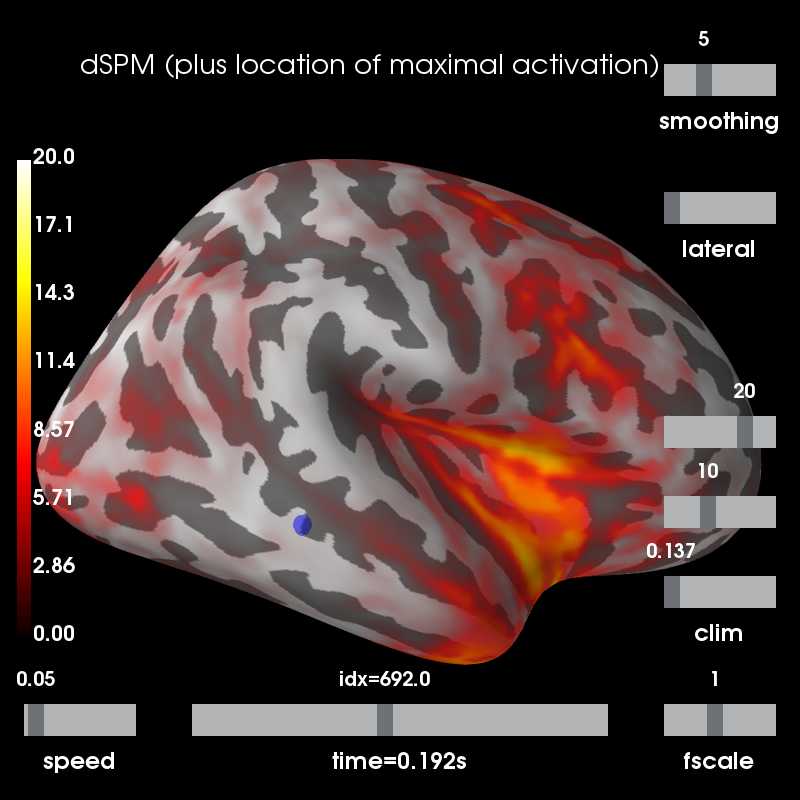 5
dSPM (plus location of maximal activation)
smoothing
20.0
17.1
14.3
11.4
8.57
5.71
2.86
0.00
lateral
20
10
0.137
clim
0.05
idx=692.0
1
speed
time=0.192s
fscale